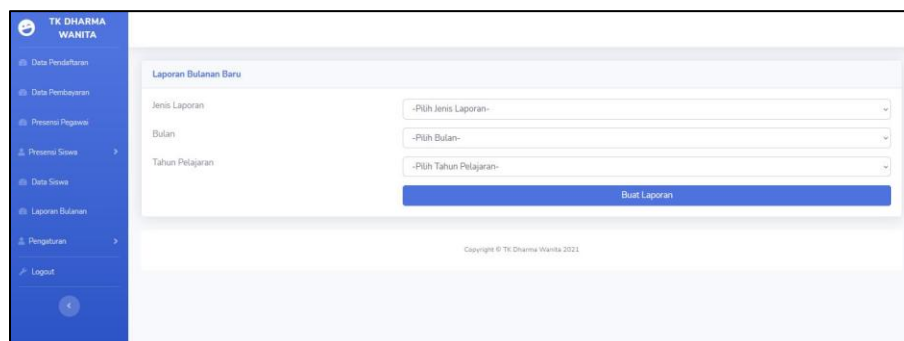 TK DHARMA
WANITA
Data Pendaftaran
Data Pembayaran
Presensi Pegawai
Presensi Siswa
Data Siswa
Laporan Bulanan
Pengaturan
Logout
Laporan Bulanan Baru
Jenis Laporan
-Pilih Jenis Laporan-
Bulan
-Pilih Bulan-
Tahun Pelajaran
-Pilih Tahun Pelajaran-
Buat Laporan
Copyright © TK Dharma Wanita 2021